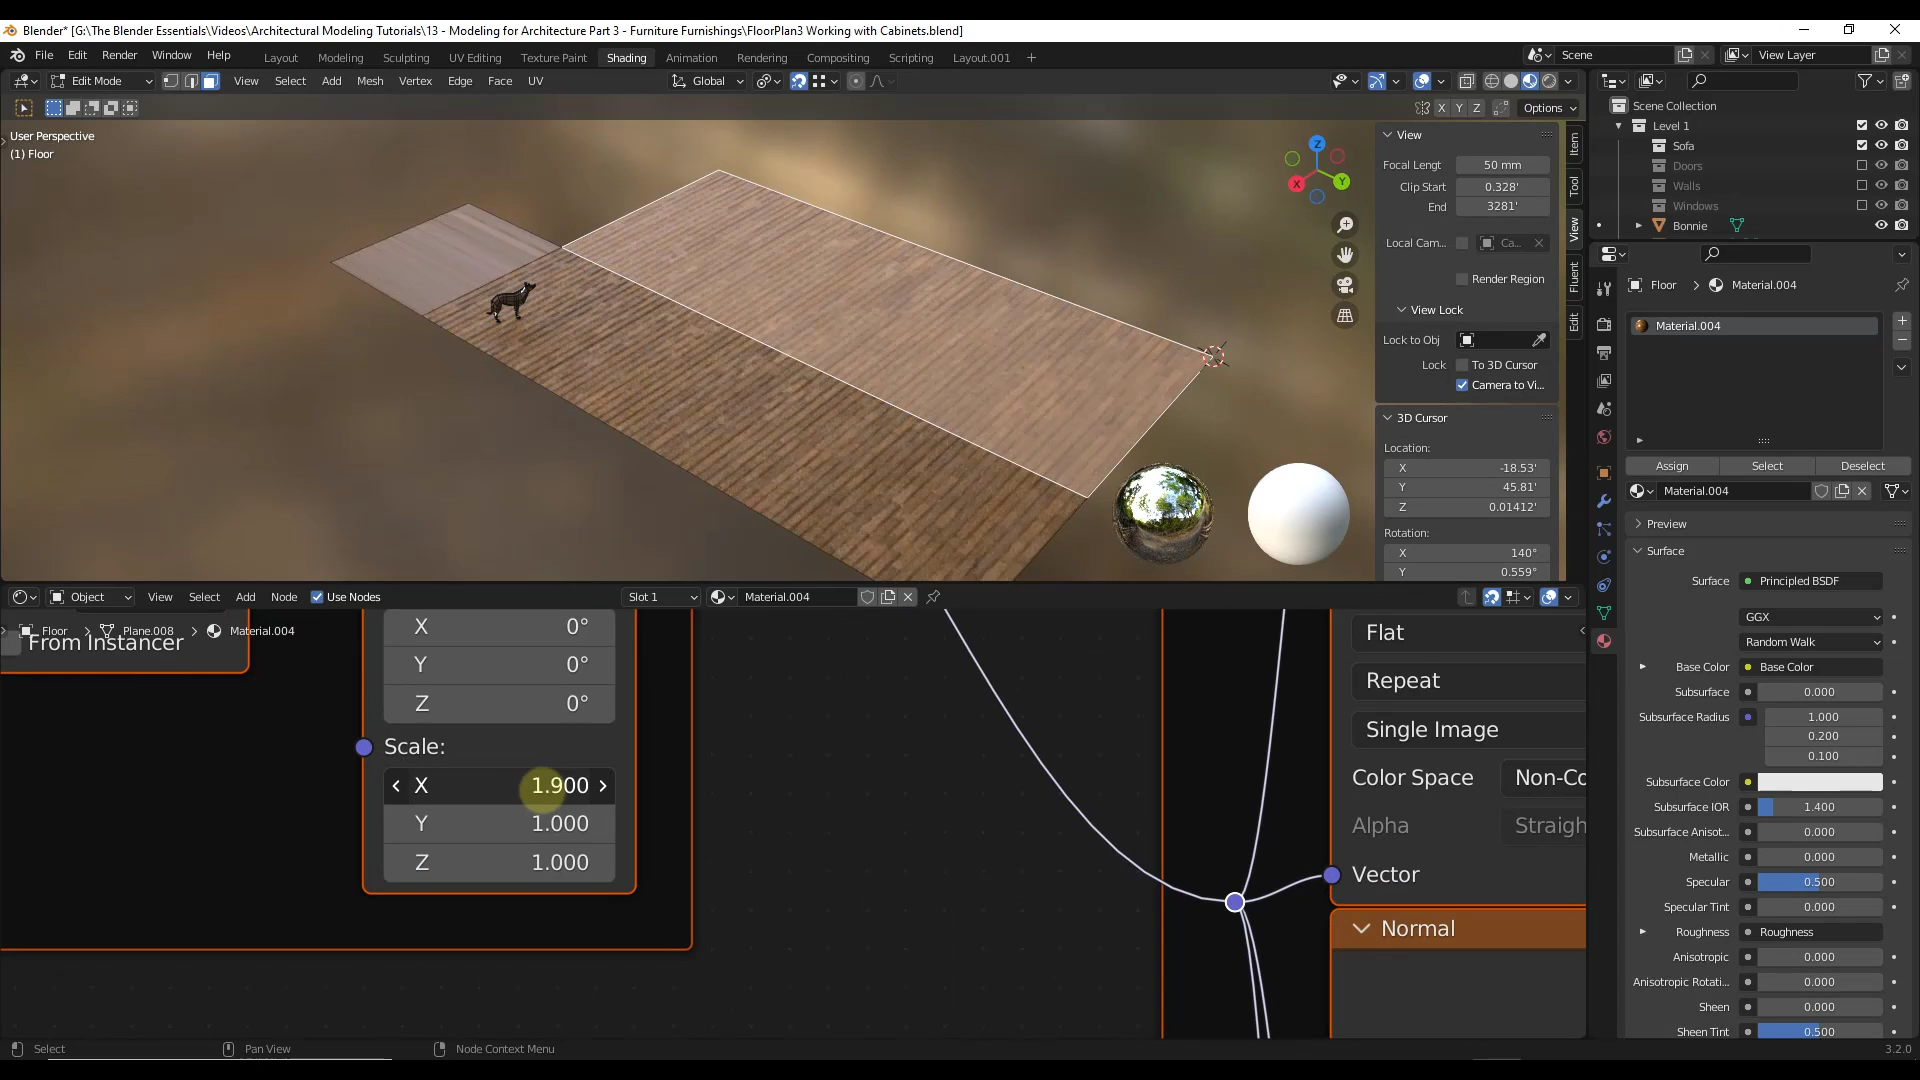 Blender* [G:\The Blender Essentials\Videos\Architectural Modeling Tutorials\13 - Modeling for Architecture Part 3 - Furniture Furnishings\FloorPlan3 Working with Cabinets.blend]
File Edit Render Window Help Layout Modeling Sculpting UV Editing Texture Paint Shading Animation Rendering Compositing Scripting Layout.001 + Scene View Layer
Edit Mode View Select Add Mesh Vertex Edge Face UV Global
X Y Z Options
User Perspective
(1) Floor
View
Focal Lengt 50 mm
Clip Start 0.328'
End 3281'
Local Cam... Ca...
Render Region
View Lock
Lock to Obj
Lock To 3D Cursor
Camera to Vi...
3D Cursor
Location:
X -18.53'
Y 45.81'
Z 0.01412'
Rotation:
X 140°
Y 0.559°
Item
Tool
View
Fluent
Edit
Z
Y
X
Scene Collection
Level 1
Sofa
Doors
Walls
Windows
Bonnie
Floor > Material.004
Material.004
Assign Select Deselect
Material.004
Preview
Surface
Surface Principled BSDF
GGX
Random Walk
Base Color Base Color
Subsurface 0.000
Subsurface Radius 1.000
0.200
0.100
Subsurface Color
Subsurface IOR 1.400
Subsurface Anisot... 0.000
Metallic 0.000
Specular 0.500
Specular Tint 0.000
Roughness Roughness
Anisotropic 0.000
Anisotropic Rotati... 0.000
Sheen 0.000
Sheen Tint 0.500
Object View Select Add Node Use Nodes Slot 1 Material.004
Floor > Plane.008 > Material.004
From Instancer
X 0°
Y 0°
Z 0°
Scale:
X 1.900
Y 1.000
Z 1.000
Flat
Repeat
Single Image
Color Space Non-Co
Alpha Straigh
Vector
Normal
Select Pan View Node Context Menu 3.2.0